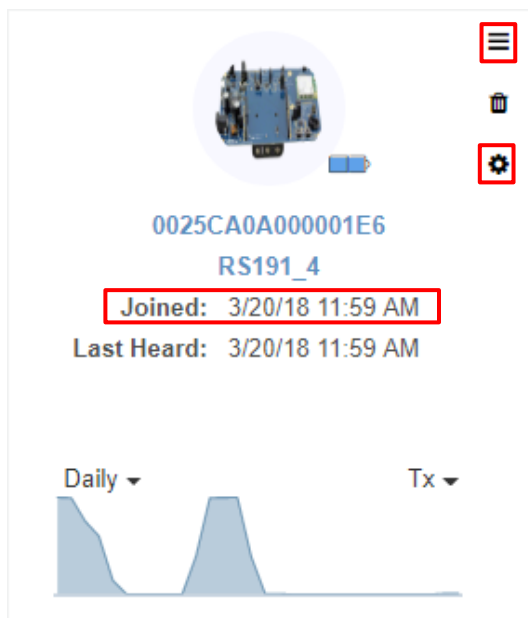 0025CA0A000001E6
RS191_4
Joined: 3/20/18 11:59 AM
Last Heard: 3/20/18 11:59 AM
Daily Tx